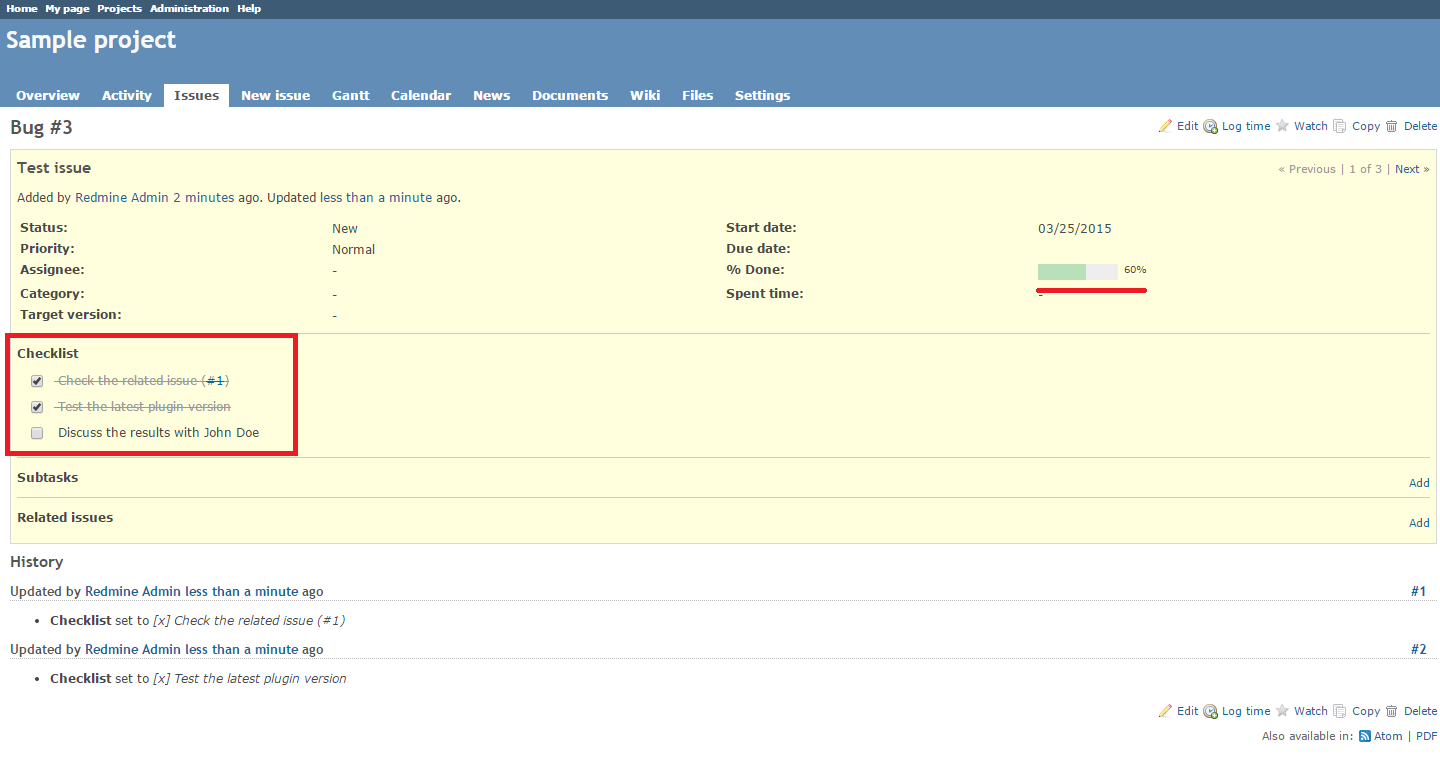 Home My page Projects Administration Help
Sample project
Overview Activity Issues New issue Gantt Calendar News Documents Wiki Files Settings
Bug #3
Edit Log time Watch Copy Delete
Test issue
« Previous | 1 of 3 | Next »
Added by Redmine Admin 2 minutes ago. Updated less than a minute ago.
Status: New Start date: 03/25/2015
Priority: Normal Due date:
Assignee: - % Done: 60%
Category: - Spent time: -
Target version: -
Checklist
Check the related issue (#1)
Test the latest plugin version
Discuss the results with John Doe
Subtasks
Add
Related issues
Add
History
Updated by Redmine Admin less than a minute ago #1
• Checklist set to [x] Check the related issue (#1)
Updated by Redmine Admin less than a minute ago #2
• Checklist set to [x] Test the latest plugin version
Edit Log time Watch Copy Delete
Also available in: Atom | PDF